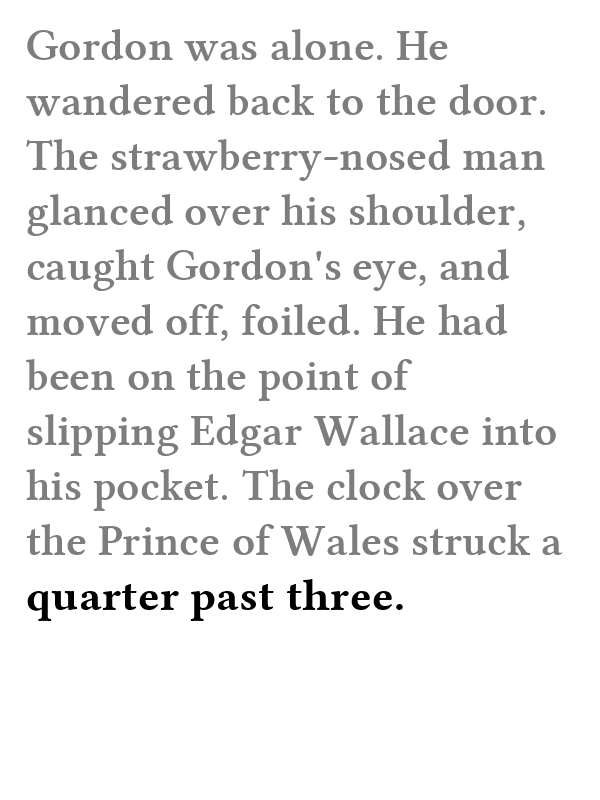 Gordon was alone. He
wandered back to the door.
The strawberry-nosed man
glanced over his shoulder,
caught Gordon's eye, and
moved off, foiled. He had
been on the point of
slipping Edgar Wallace into
his pocket. The clock over
the Prince of Wales struck a
quarter past three.